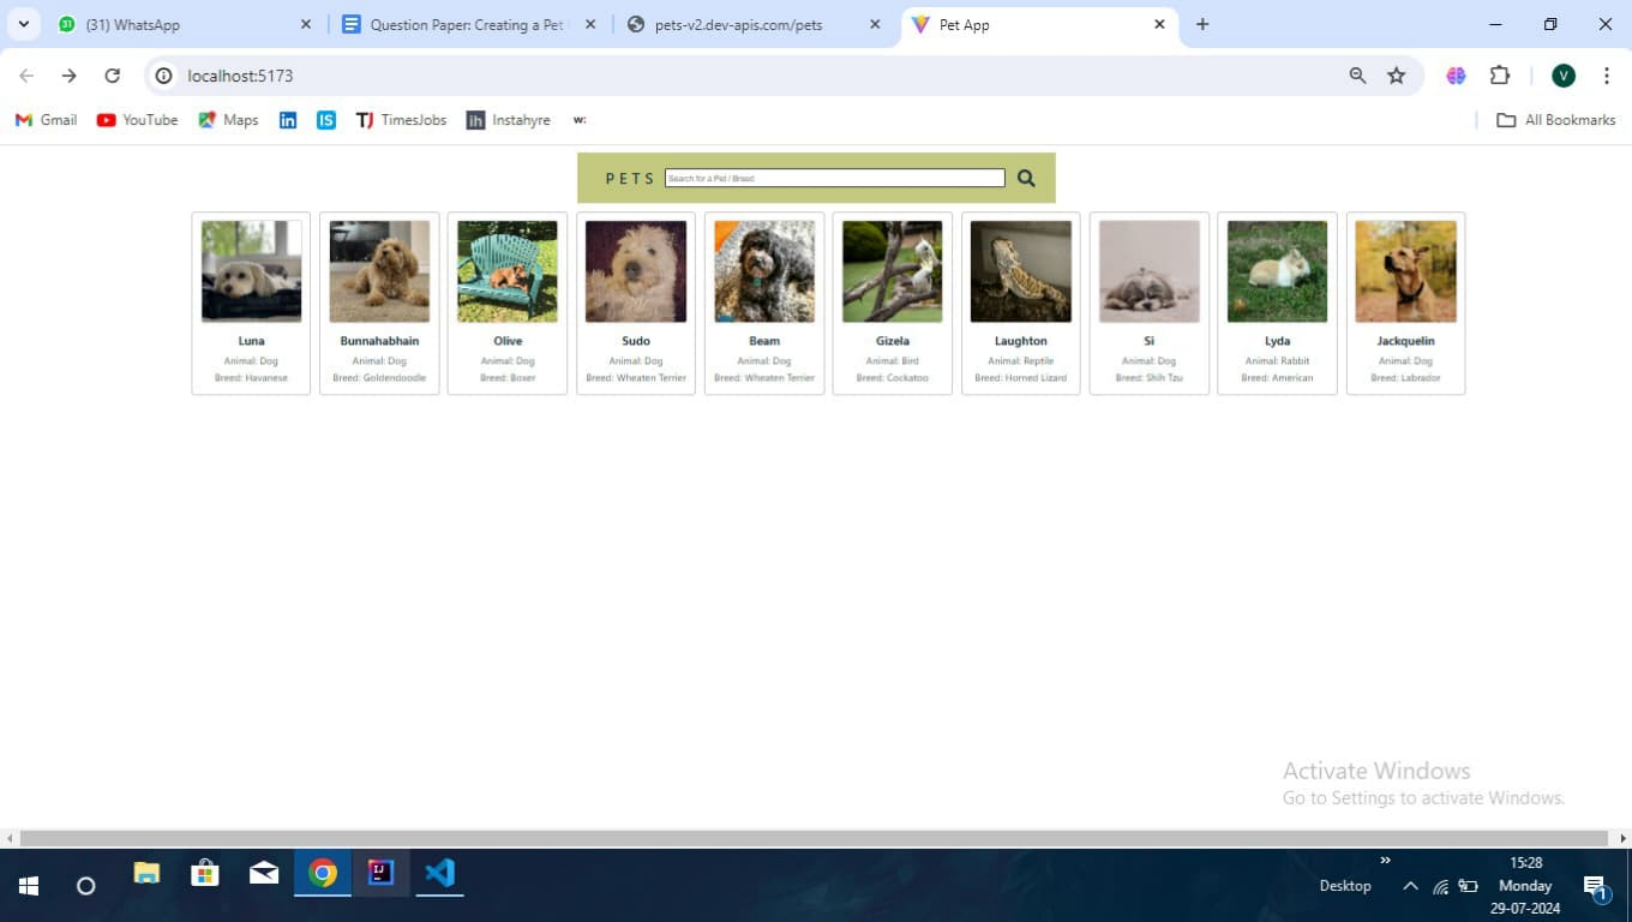 (31) WhatsApp
Question Paper: Creating a Pet
pets-v2.dev-apis.com/pets
Pet App
localhost:5173
V
Gmail
YouTube
Maps
in
IS
TJ TimesJobs
ih Instahyre
w:
All Bookmarks
PETS
Search for a Pet / Breed
Luna
Animal: Dog
Breed: Havanese
Bunnahabhain
Animal: Dog
Breed: Goldendoodle
Olive
Animal: Dog
Breed: Boxer
Sudo
Animal: Dog
Breed: Wheaten Terrier
Beam
Animal: Dog
Breed: Wheaten Terrier
Gizela
Animal: Bird
Breed: Cockatoo
Laughton
Animal: Reptile
Breed: Horned Lizard
Si
Animal: Dog
Breed: Shih Tzu
Lyda
Animal: Rabbit
Breed: American
Jackquelin
Animal: Dog
Breed: Labrador
Activate Windows
Go to Settings to activate Windows.
Desktop
15:28
Monday
29-07-2024
1